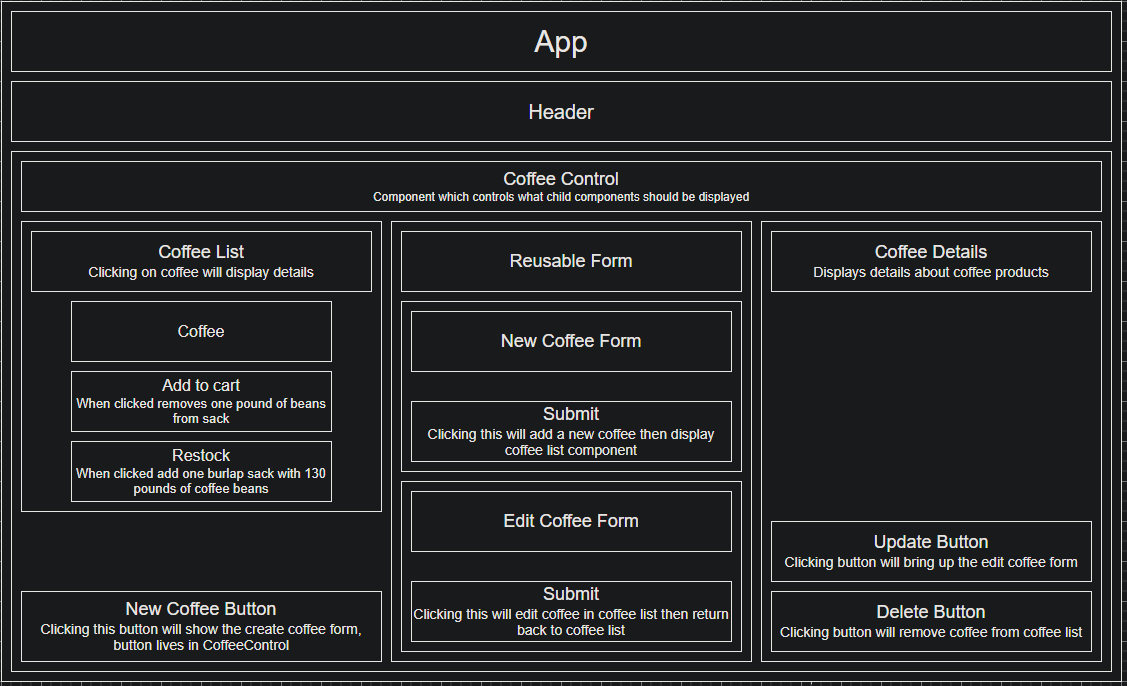 App
Header
Coffee Control
Component which controls what child components should be displayed
Coffee List
Clicking on coffee will display details
Coffee
Add to cart
When clicked removes one pound of beans
from sack
Restock
When clicked add one burlap sack with 130
pounds of coffee beans
New Coffee Button
Clicking this button will show the create coffee form,
button lives in CoffeeControl
Reusable Form
New Coffee Form
Submit
Clicking this will add a new coffee then display
coffee list component
Edit Coffee Form
Submit
Clicking this will edit coffee in coffee list then return
back to coffee list
Coffee Details
Displays details about coffee products
Update Button
Clicking button will bring up the edit coffee form
Delete Button
Clicking button will remove coffee from coffee list